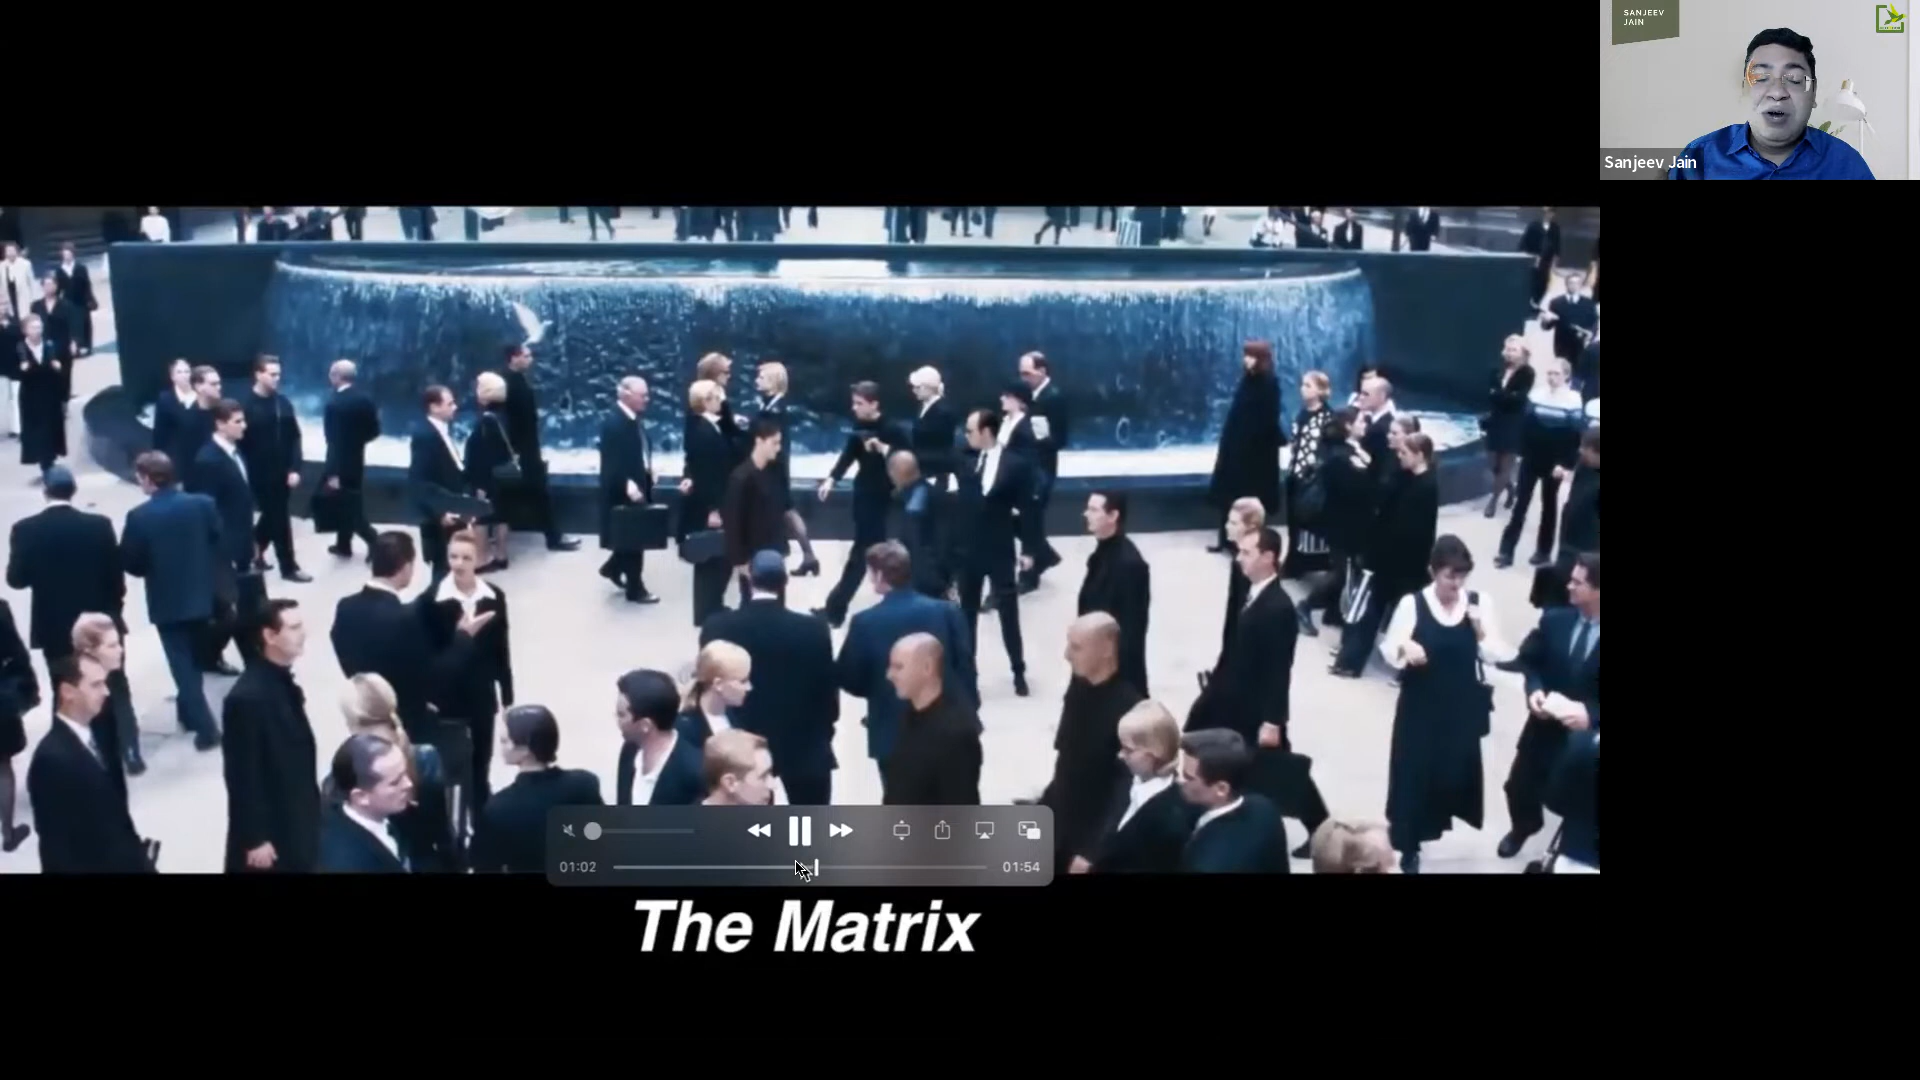 SANJEEV
JAIN
Sanjeev Jain
01:02
01:54
The Matrix